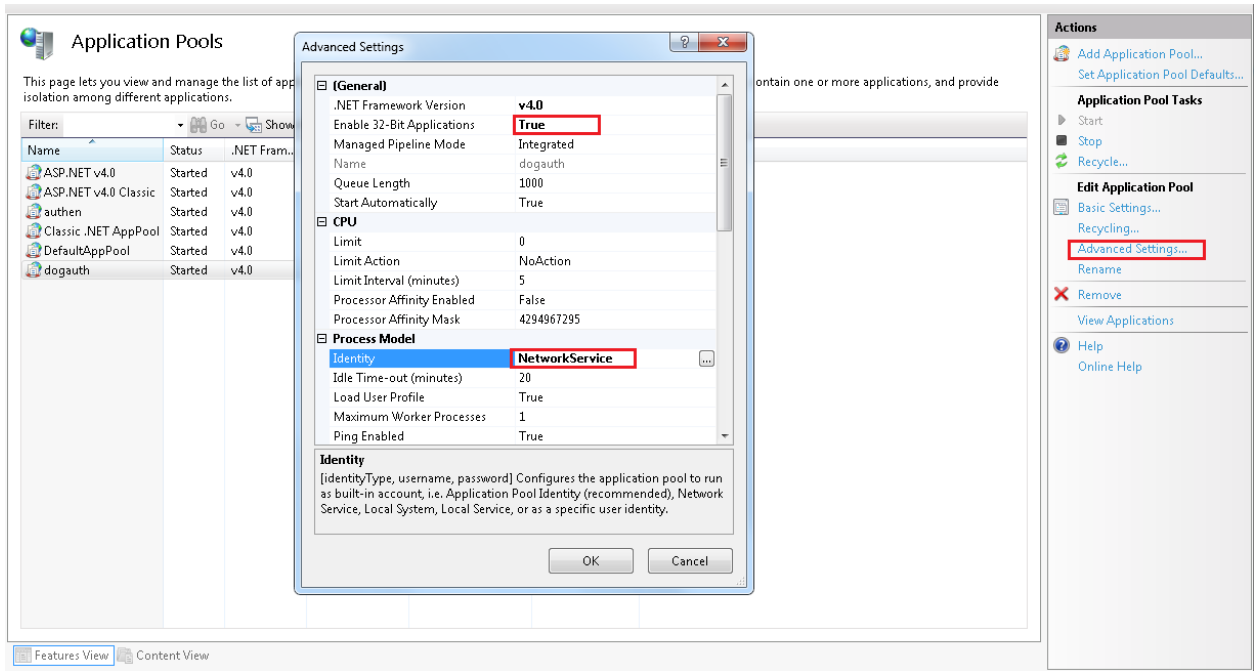 Application Pools
This page lets you view and manage the list of app
ontain one or more applications, and provide
isolation among different applications.
Filter:
Go
Show
Name Status .NET Fram..
ASP.NET v4.0 Started v4.0
ASP.NET v4.0 Classic Started v4.0
authen Started v4.0
Classic .NET AppPool Started v4.0
DefaultAppPool Started v4.0
dogauth Started v4.0
Advanced Settings
(General)
.NET Framework Version v4.0
Enable 32-Bit Applications True
Managed Pipeline Mode Integrated
Name dogauth
Queue Length 1000
Start Automatically True
CPU
Limit 0
Limit Action NoAction
Limit Interval (minutes) 5
Processor Affinity Enabled False
Processor Affinity Mask 4294967295
Process Model
Identity NetworkService ...
Idle Time-out (minutes) 20
Load User Profile True
Maximum Worker Processes 1
Ping Enabled True
Identity
[identityType, username, password] Configures the application pool to run
as built-in account, i.e. Application Pool Identity (recommended), Network
Service, Local System, Local Service, or as a specific user identity.
OK Cancel
Actions
Add Application Pool...
Set Application Pool Defaults...
Application Pool Tasks
Start
Stop
Recycle...
Edit Application Pool
Basic Settings...
Recycling...
Advanced Settings...
Rename
Remove
View Applications
Help
Online Help
Features View Content View